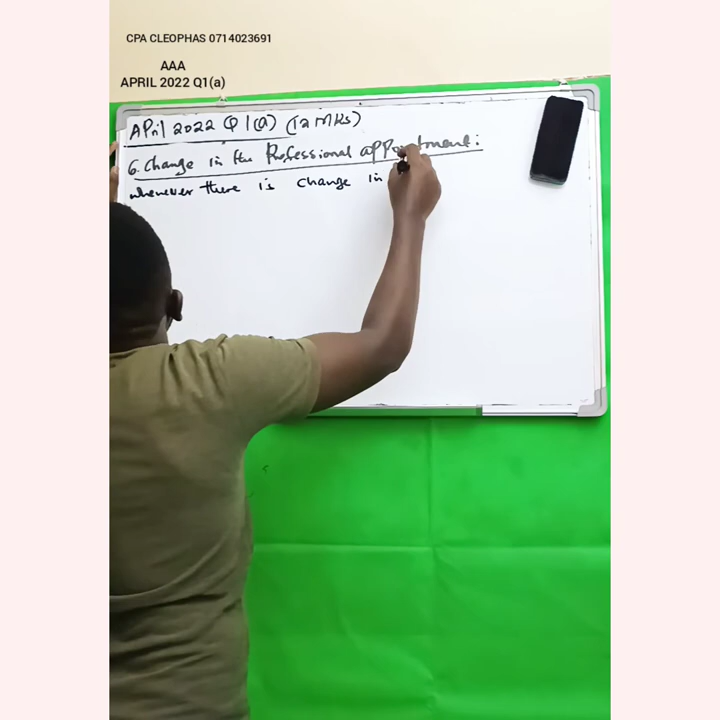 CPA CLEOPHAS 0714023691
AAA
APRIL 2022 Q1(a)
April 2022 Q1(a) (12 MKs)
6. Change in the Professional appointment:
whenever there is change in